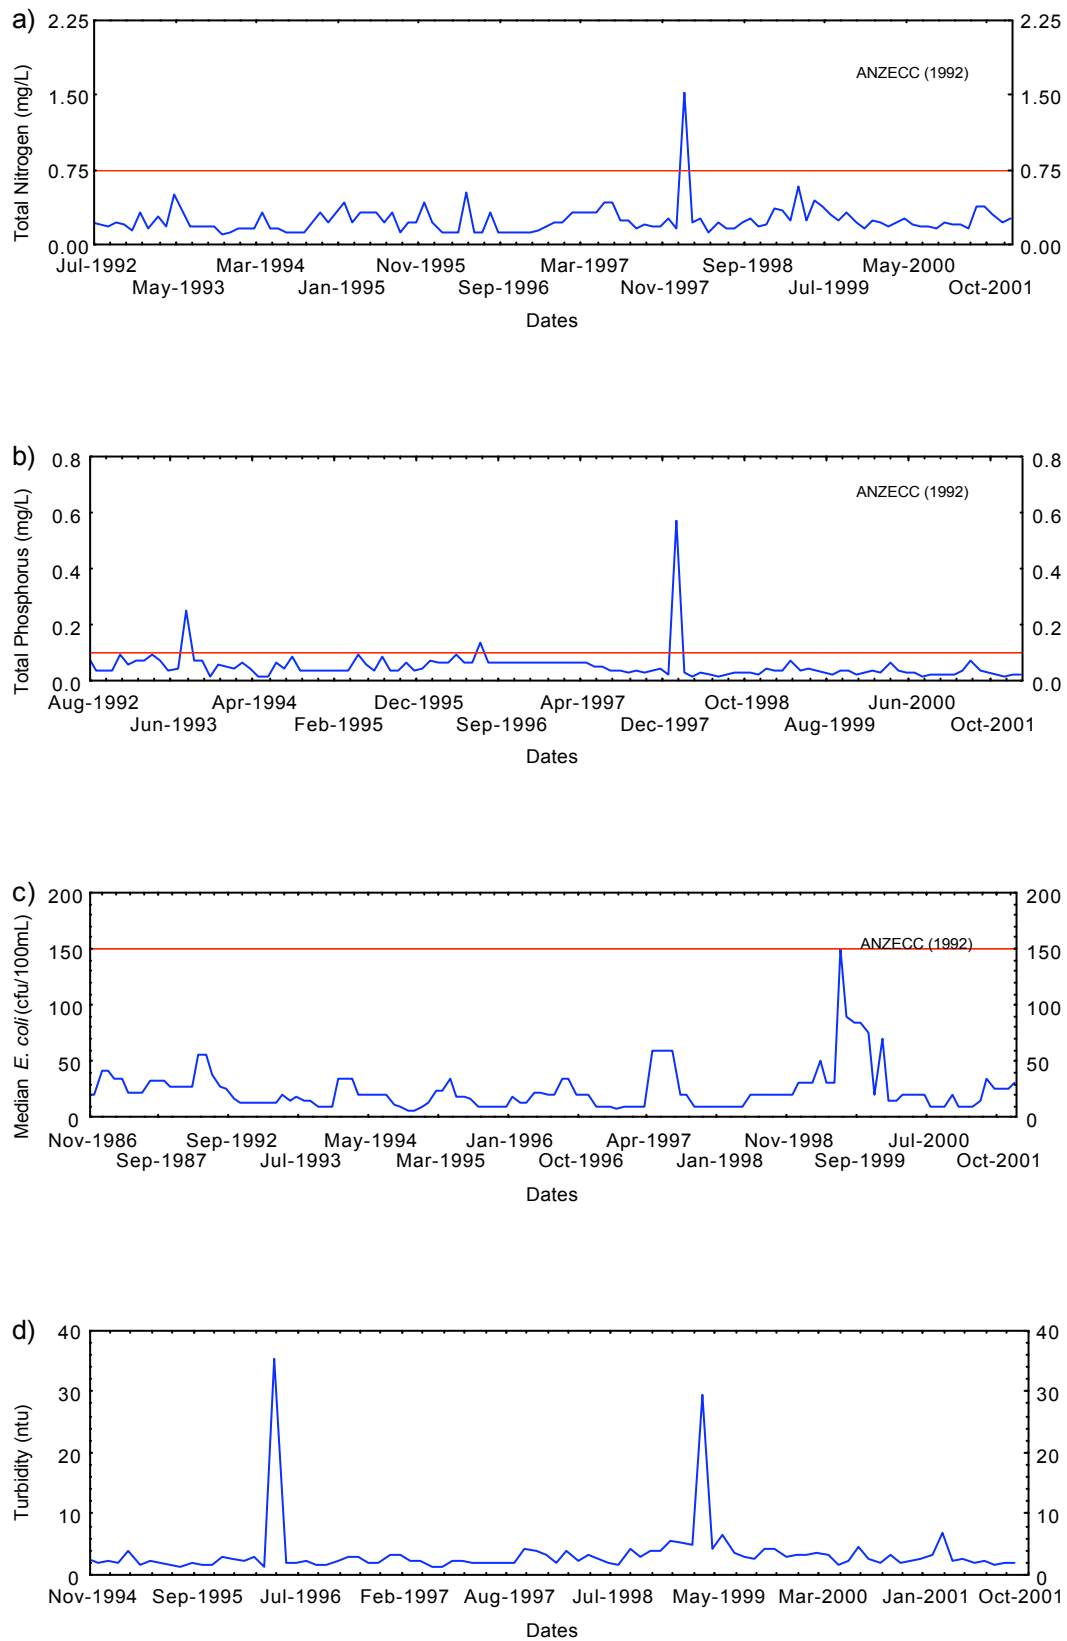 a)
2.25 2.25
ANZECC (1992)
1.50 1.50
0.75 0.75
0.00 0.00
Total Nitrogen (mg/L)
Jul-1992 Mar-1994 Nov-1995 Mar-1997 Sep-1998 May-2000
May-1993 Jan-1995 Sep-1996 Nov-1997 Jul-1999 Oct-2001
Dates
b)
0.8 0.8
ANZECC (1992)
0.6 0.6
0.4 0.4
0.2 0.2
0.0 0.0
Total Phosphorus (mg/L)
Aug-1992 Apr-1994 Dec-1995 Apr-1997 Oct-1998 Jun-2000
Jun-1993 Feb-1995 Sep-1996 Dec-1997 Aug-1999 Oct-2001
Dates
c)
200 200
150 ANZECC (1992) 150
100 100
50 50
0 0
Median E. coli (cfu/100mL)
Nov-1986 Sep-1992 May-1994 Jan-1996 Apr-1997 Nov-1998 Jul-2000
Sep-1987 Jul-1993 Mar-1995 Oct-1996 Jan-1998 Sep-1999 Oct-2001
Dates
d)
40 40
30 30
20 20
10 10
0 0
Turbidity (ntu)
Nov-1994 Sep-1995 Jul-1996 Feb-1997 Aug-1997 Jul-1998 May-1999 Mar-2000 Jan-2001 Oct-2001
Dates